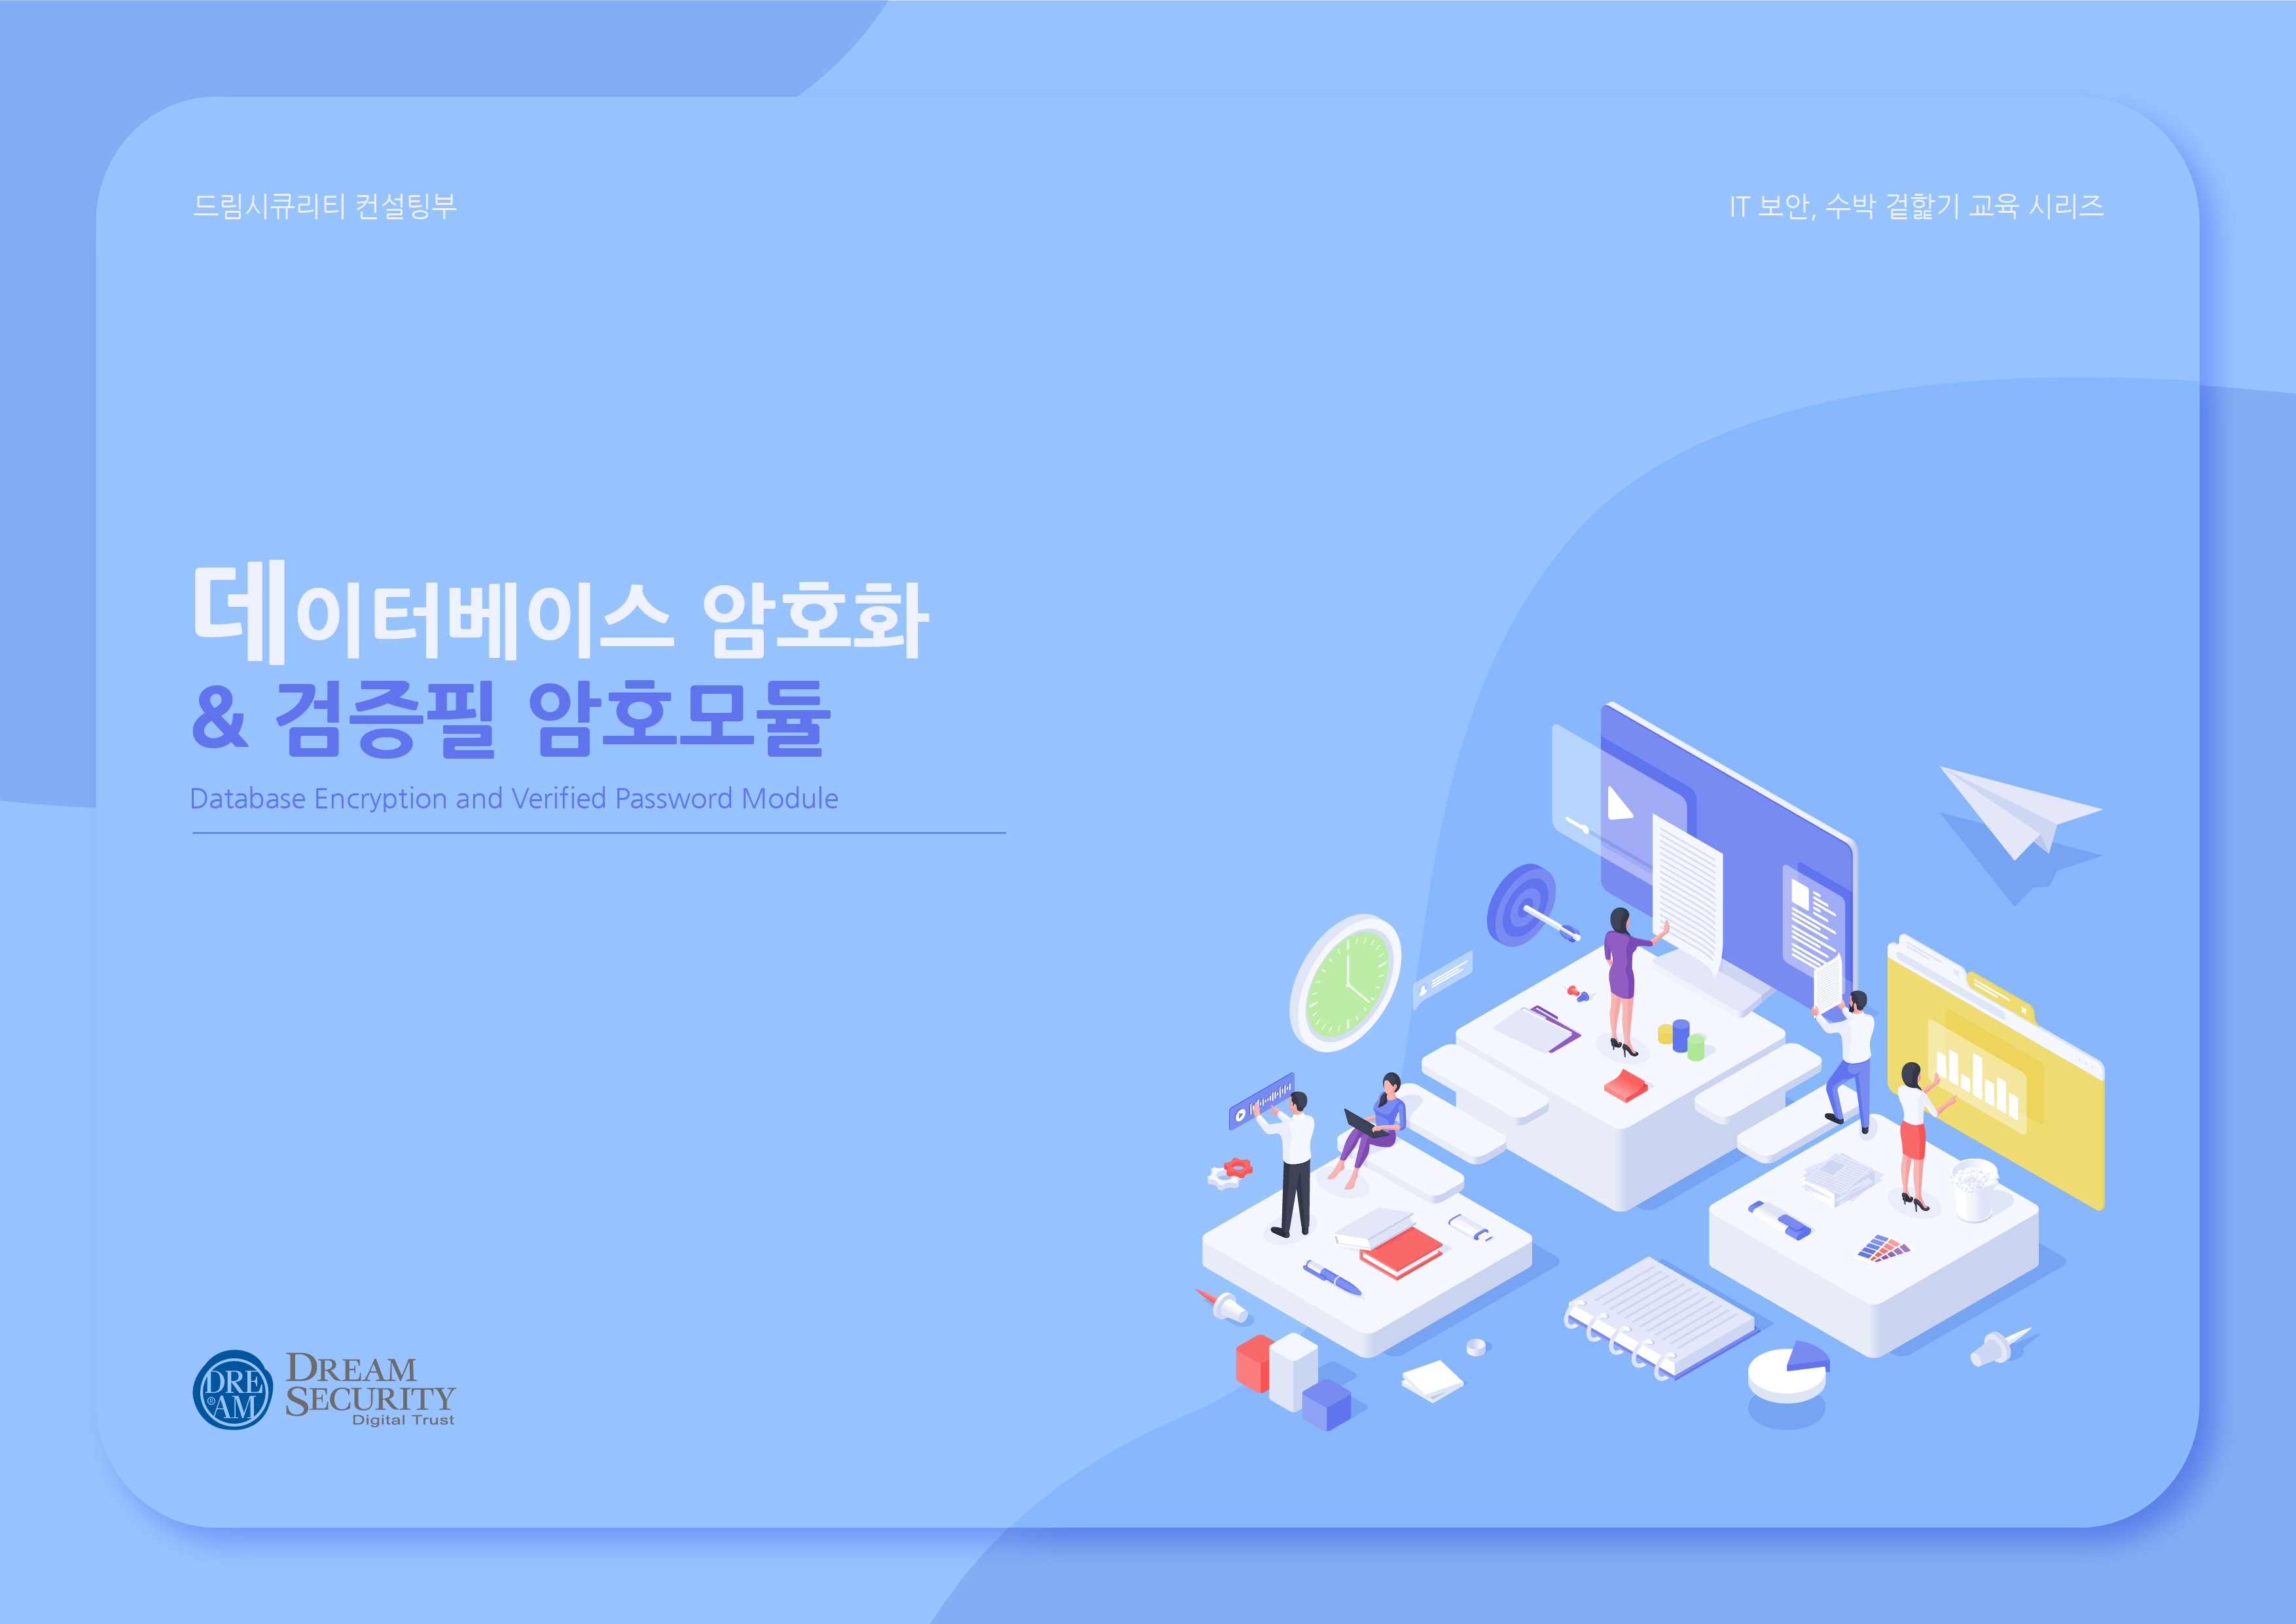 드림시큐리티 컨설팅부
IT 보안, 수박 겉핥기 교육 시리즈
데이터베이스 암호화
& 검증필 암호모듈
Database Encryption and Verified Password Module
DRE
AM
DREAM
SECURITY
Digital Trust